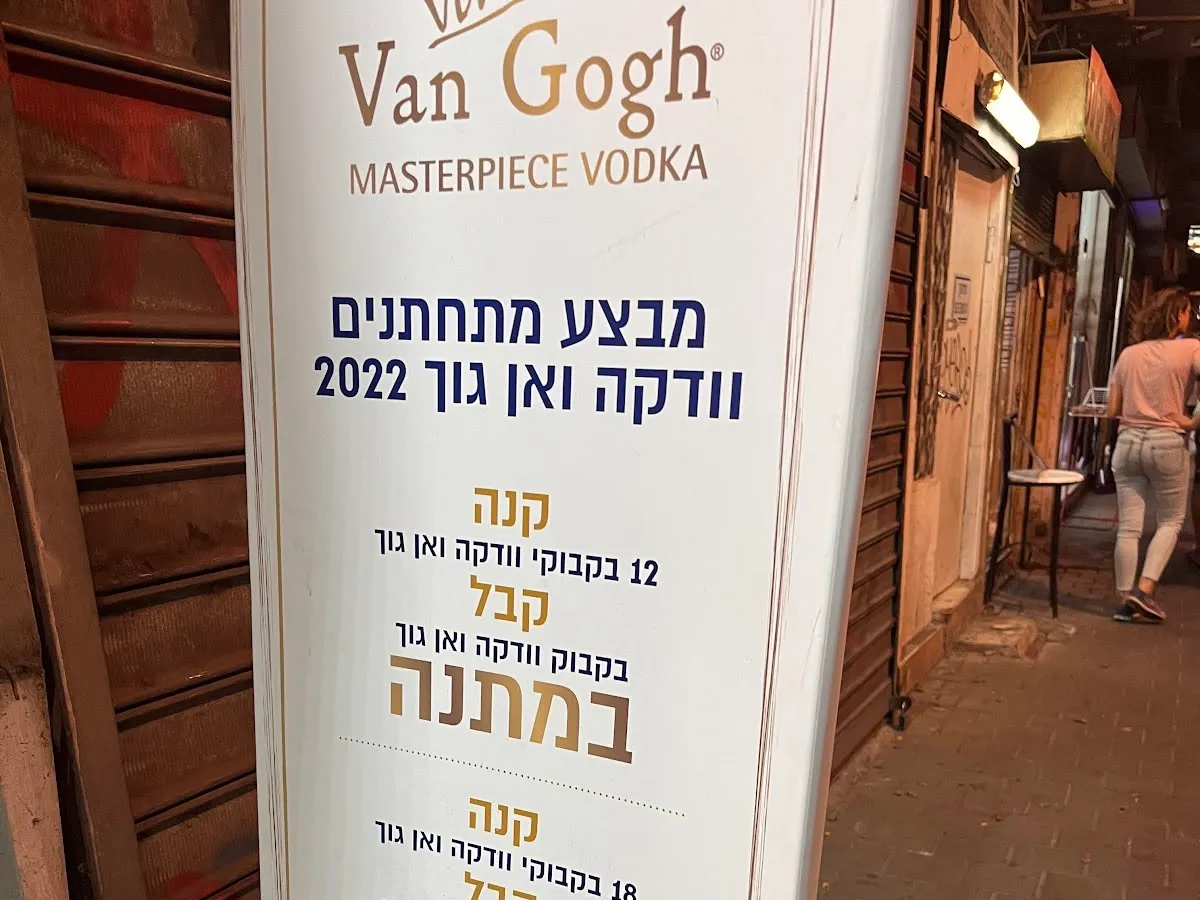 Van Gogh®
MASTERPIECE VODKA
מבצע מתחתנים
וודקה ואן גוך 2022
קנה
12 בקבוקי וודקה ואן גוך
קבל
בקבוק וודקה ואן גוך
במתנה
קנה
18 בקבוקי וודקה ואן גוך
קבל